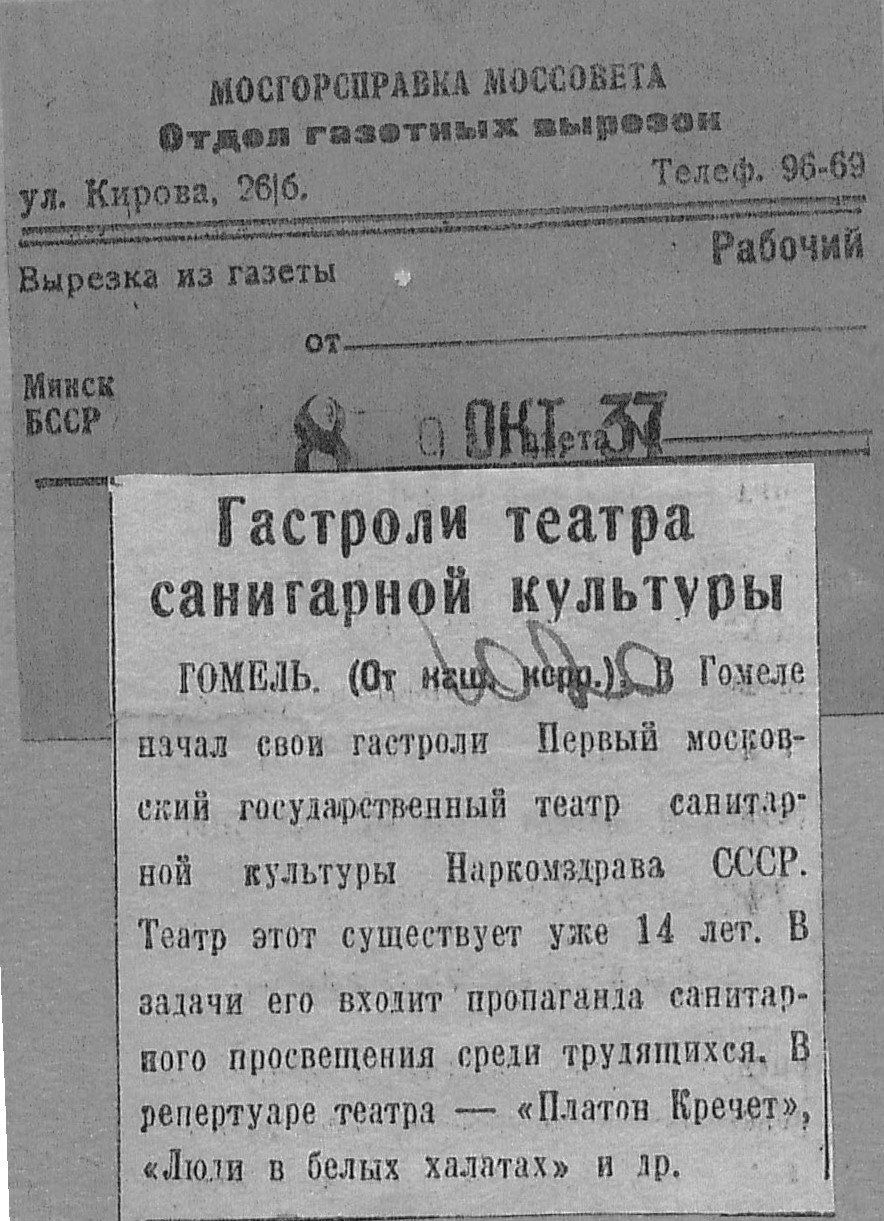 МОСГОРСПРАВКА МОССОВЕТА
Отдел газетных вырезок
ул. Кирова, 26/б.
Телеф. 96-69
Вырезка из газеты
Рабочий
от
Минск
БССР
8 ОКТ 37
Гастроли театра
санитарной культуры
ГОМЕЛЬ. (От наш. корр.). В Гомеле
начал свои гастроли Первый москов-
ский государственный театр санитар-
ной культуры Наркомздрава СССР.
Театр этот существует уже 14 лет. В
задачи его входит пропаганда санитар-
ного просвещения среди трудящихся. В
репертуаре театра — «Платон Кречет»,
«Люди в белых халатах» и др.